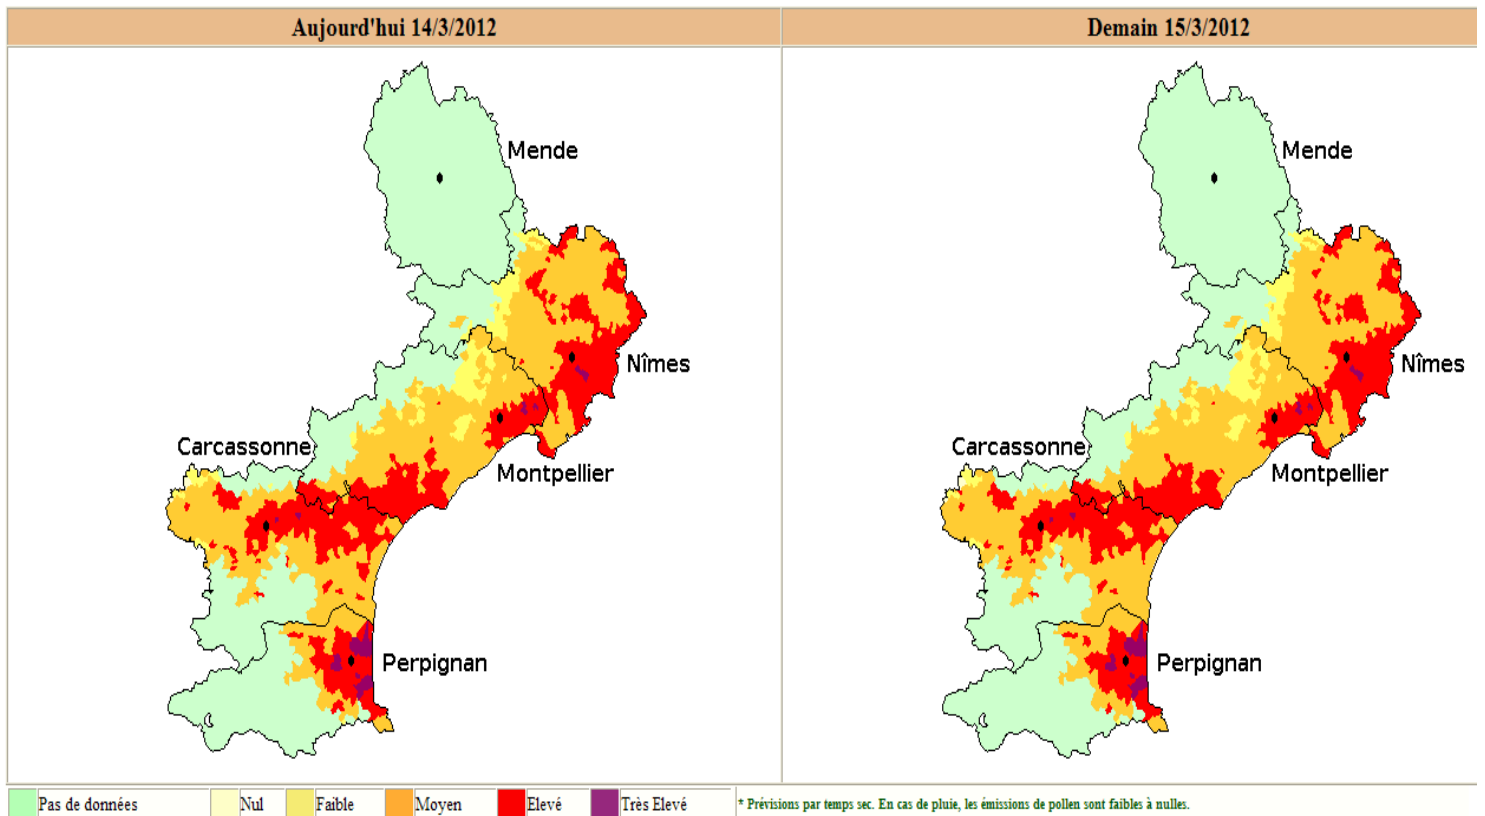 Aujourd'hui 14/3/2012
Demain 15/3/2012
Mende
Nîmes
Carcassonne
Montpellier
Perpignan
Mende
Nîmes
Carcassonne
Montpellier
Perpignan
Pas de données
Nul
Faible
Moyen
Elevé
Très Elevé
* Prévisions par temps sec. En cas de pluie, les émissions de pollen sont faibles à nulles.